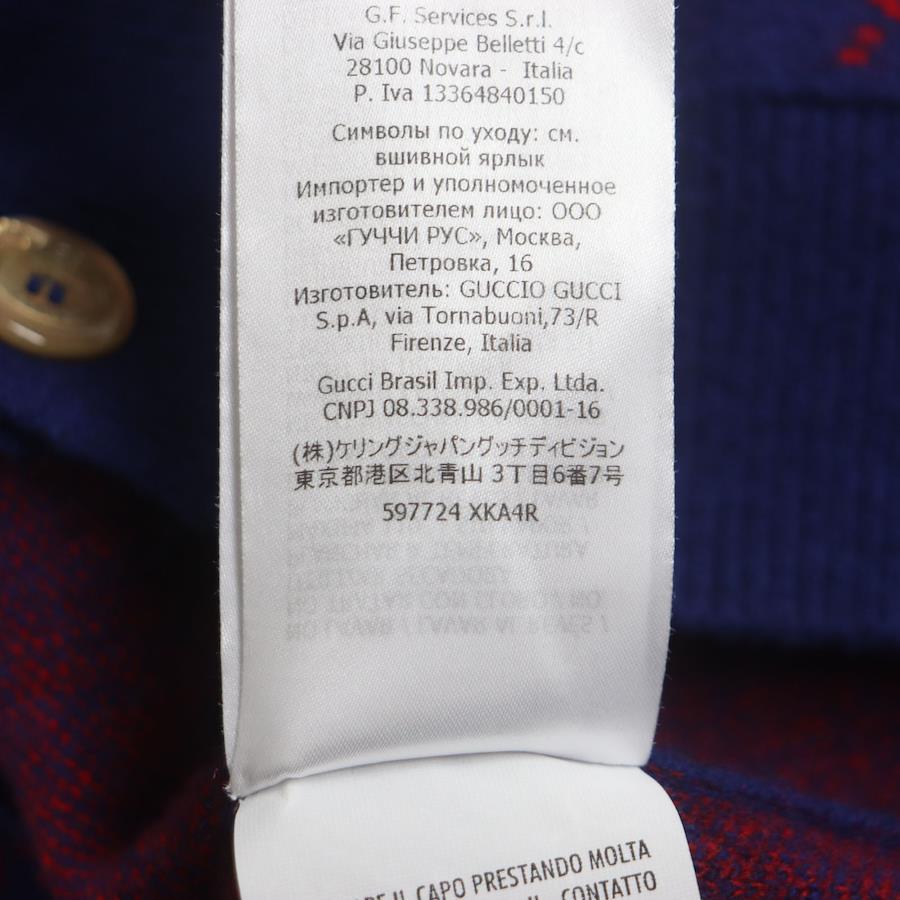 G.F. Services S.r.l.
Via Giuseppe Belletti 4/c
28100 Novara - Italia
P. Iva 13364840150
Символы по уходу: см.
вшивной ярлык
Импортер и уполномоченное
изготовителем лицо: ООО
«ГУЧЧИ РУС», Москва,
Петровка, 16
Изготовитель: GUCCIO GUCCI
S.p.A, via Tornabuoni,73/R
Firenze, Italia
Gucci Brasil Imp. Exp. Ltda.
CNPJ 08.338.986/0001-16
(株)ケリングジャパングッチディビジョン
東京都港区北青山 3丁目6番7号
597724 XKA4R
IL CAPO PRESTANDO MOLTA
CONTATTO